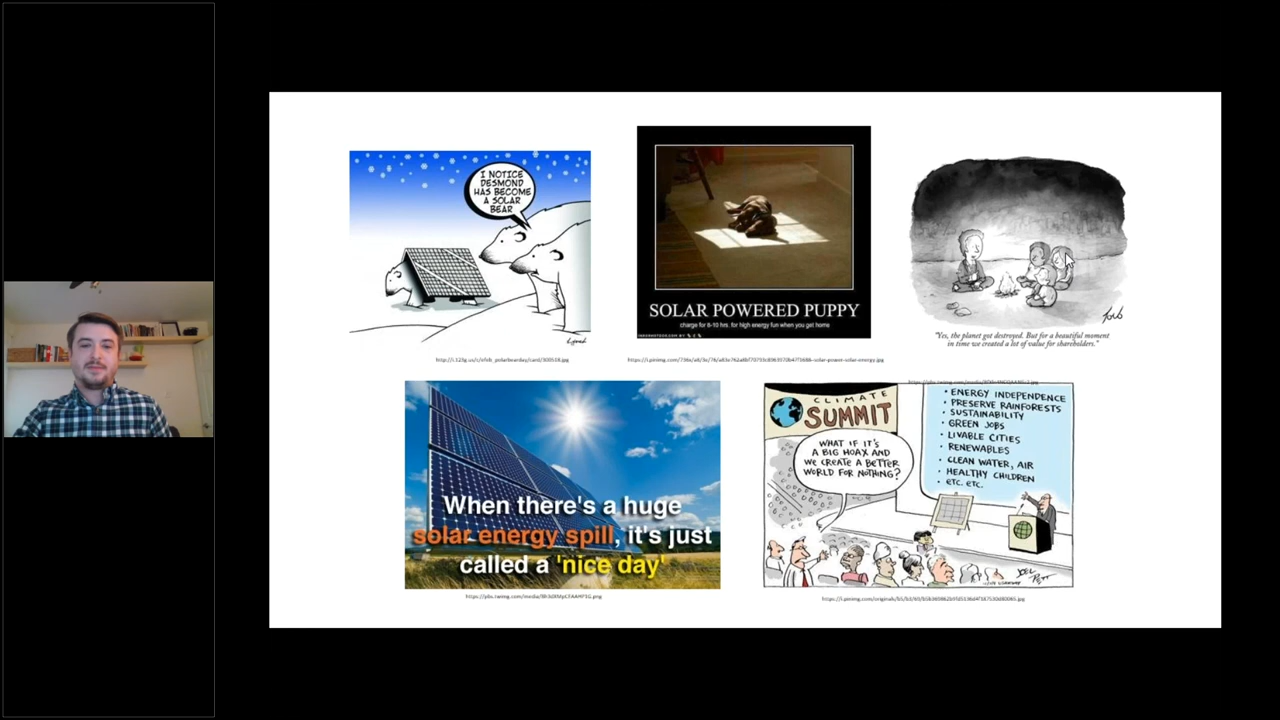 I NOTICE
DESMOND
HAS BECOME
A SOLAR
BEAR
SOLAR POWERED PUPPY
charge for 8-10 hrs. for high energy fun when you get home
"Yes, the planet got destroyed. But for a beautiful moment
in time we created a lot of value for shareholders."
When there's a huge
solar energy spill, it's just
called a 'nice day'
CLIMATE
SUMMIT
WHAT IF IT'S
A BIG HOAX AND
WE CREATE A BETTER
WORLD FOR NOTHING?
• ENERGY INDEPENDENCE
• PRESERVE RAINFORESTS
• SUSTAINABILITY
• GREEN JOBS
• LIVABLE CITIES
• RENEWABLES
• CLEAN WATER, AIR
• HEALTHY CHILDREN
• etc. etc.